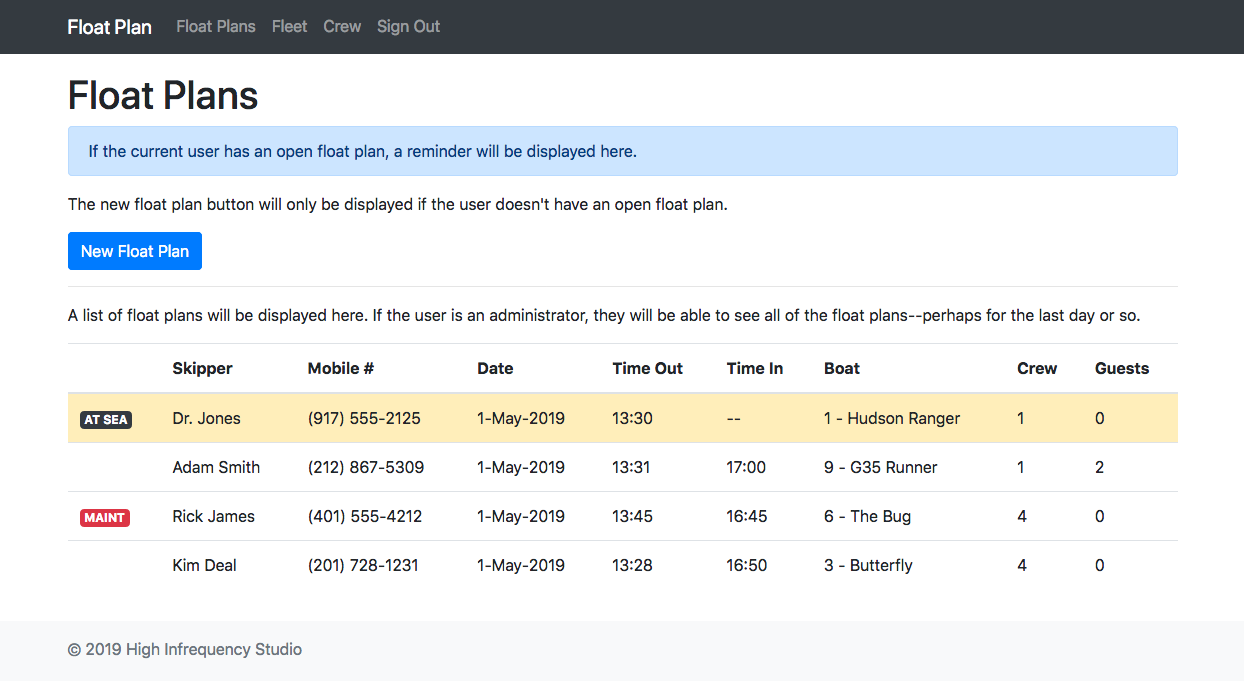 Float Plan Float Plans Fleet Crew Sign Out
Float Plans
If the current user has an open float plan, a reminder will be displayed here.
The new float plan button will only be displayed if the user doesn't have an open float plan.
New Float Plan
A list of float plans will be displayed here. If the user is an administrator, they will be able to see all of the float plans--perhaps for the last day or so.
Skipper Mobile # Date Time Out Time In Boat Crew Guests
AT SEA Dr. Jones (917) 555-2125 1-May-2019 13:30 -- 1 - Hudson Ranger 1 0
Adam Smith (212) 867-5309 1-May-2019 13:31 17:00 9 - G35 Runner 1 2
MAINT Rick James (401) 555-4212 1-May-2019 13:45 16:45 6 - The Bug 4 0
Kim Deal (201) 728-1231 1-May-2019 13:28 16:50 3 - Butterfly 4 0
© 2019 High Infrequency Studio